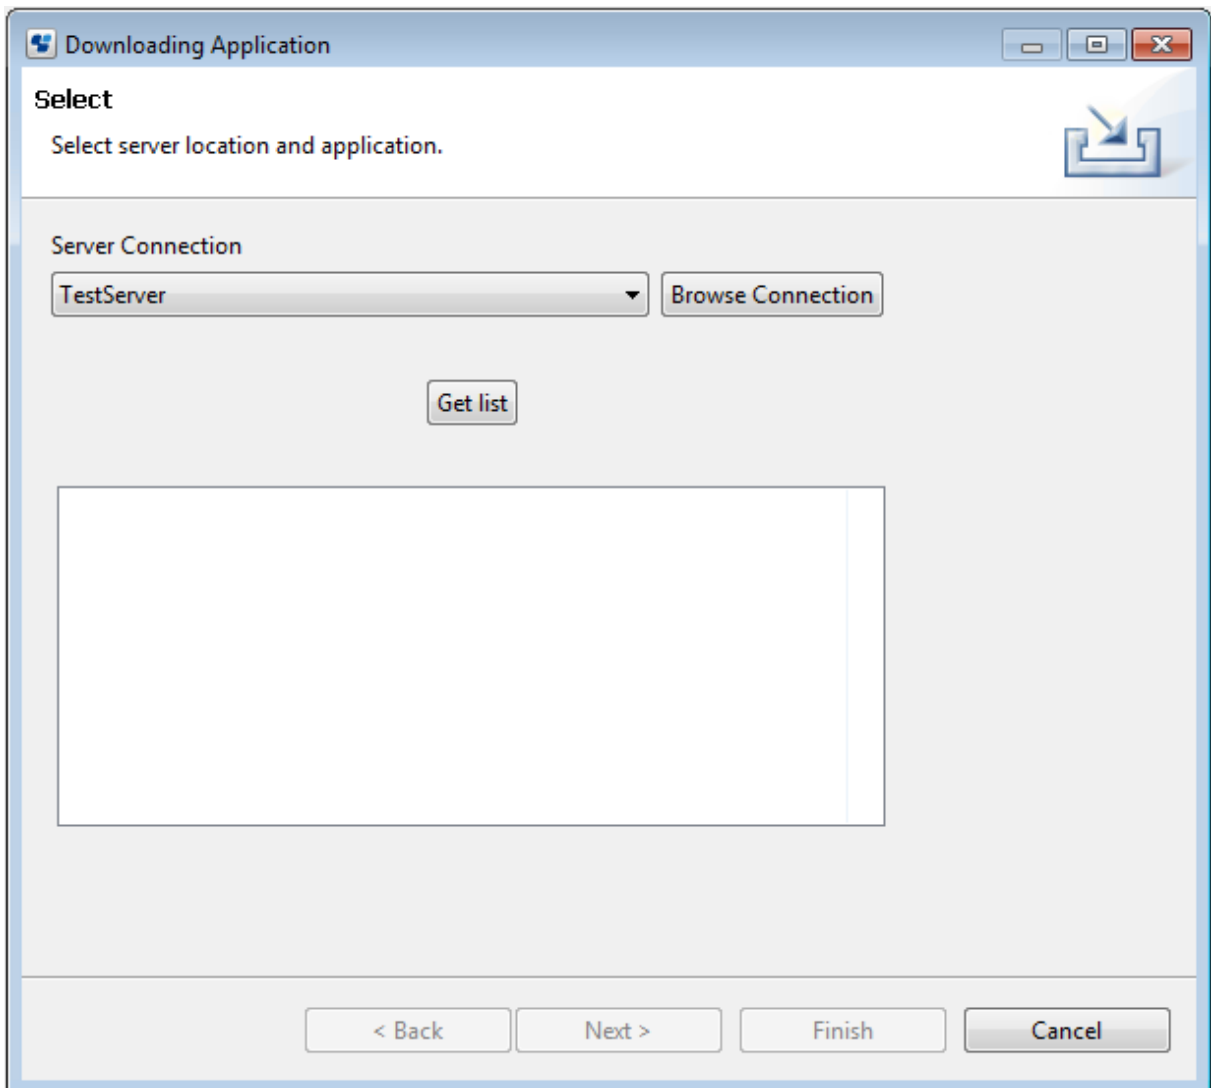 Downloading Application
Select
Select server location and application.
Server Connection
TestServer
Browse Connection
Get list
< Back
Next >
Finish
Cancel